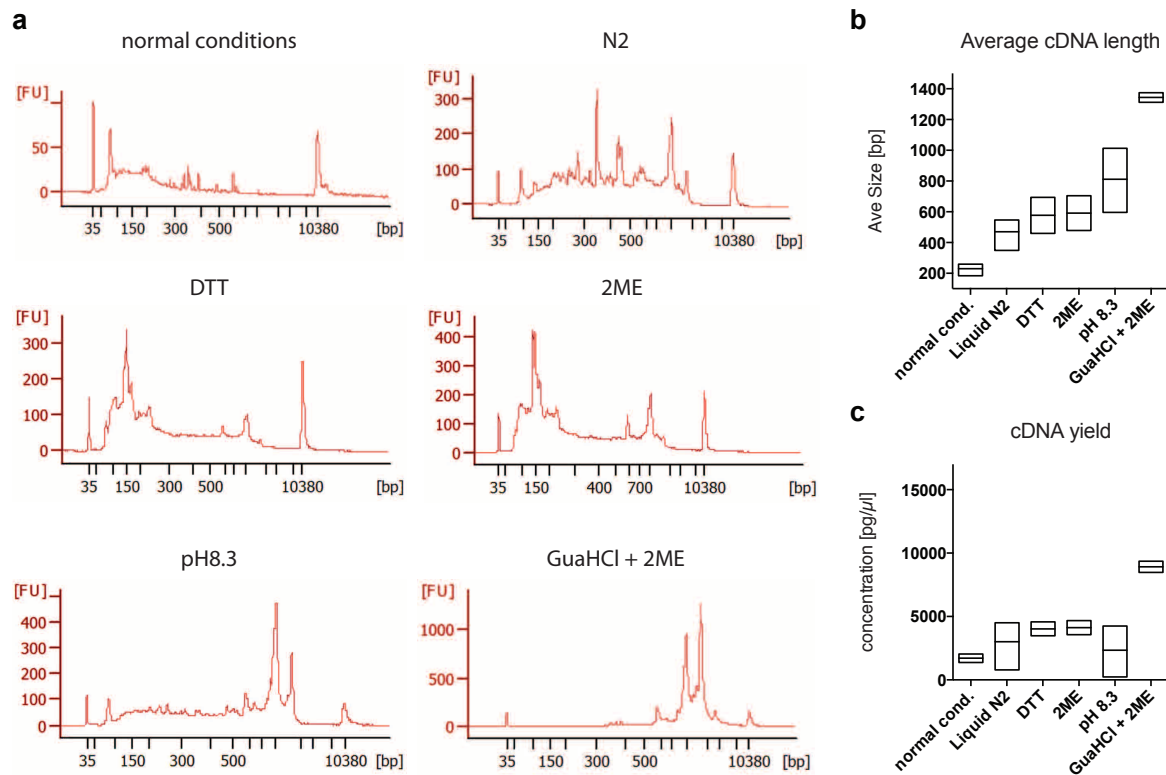 a
normal conditions
[FU]
50
0
35 150 300 500 10380 [bp]
N2
[FU]
300
200
100
0
35 150 300 500 10380 [bp]
DTT
[FU]
300
200
100
0
35 150 300 500 10380 [bp]
2ME
[FU]
400
300
200
100
0
35 150 400 700 10380 [bp]
pH8.3
[FU]
400
300
200
100
0
35 150 300 500 10380 [bp]
GuaHCl + 2ME
[FU]
1000
500
0
35 150 300 500 10380 [bp]
b
Average cDNA length
Ave Size [bp]
1400
1200
1000
800
600
400
200
normal cond.
Liquid N2
DTT
2ME
pH 8.3
GuaHCl + 2ME
c
cDNA yield
concentration [pg/µl]
15000
10000
5000
0
normal cond.
Liquid N2
DTT
2ME
pH 8.3
GuaHCl + 2ME